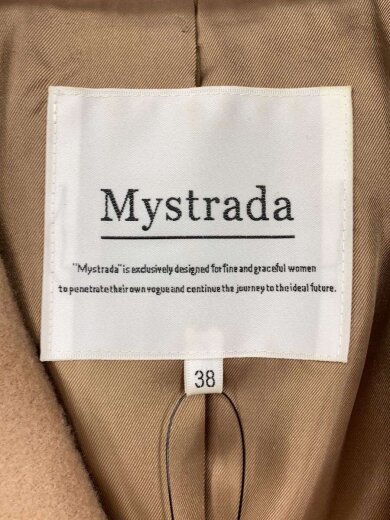 Mystrada
"Mystrada" is exclusively designed for fine and graceful women
to penetrate their own vogue and continue the journey to the ideal future.
38